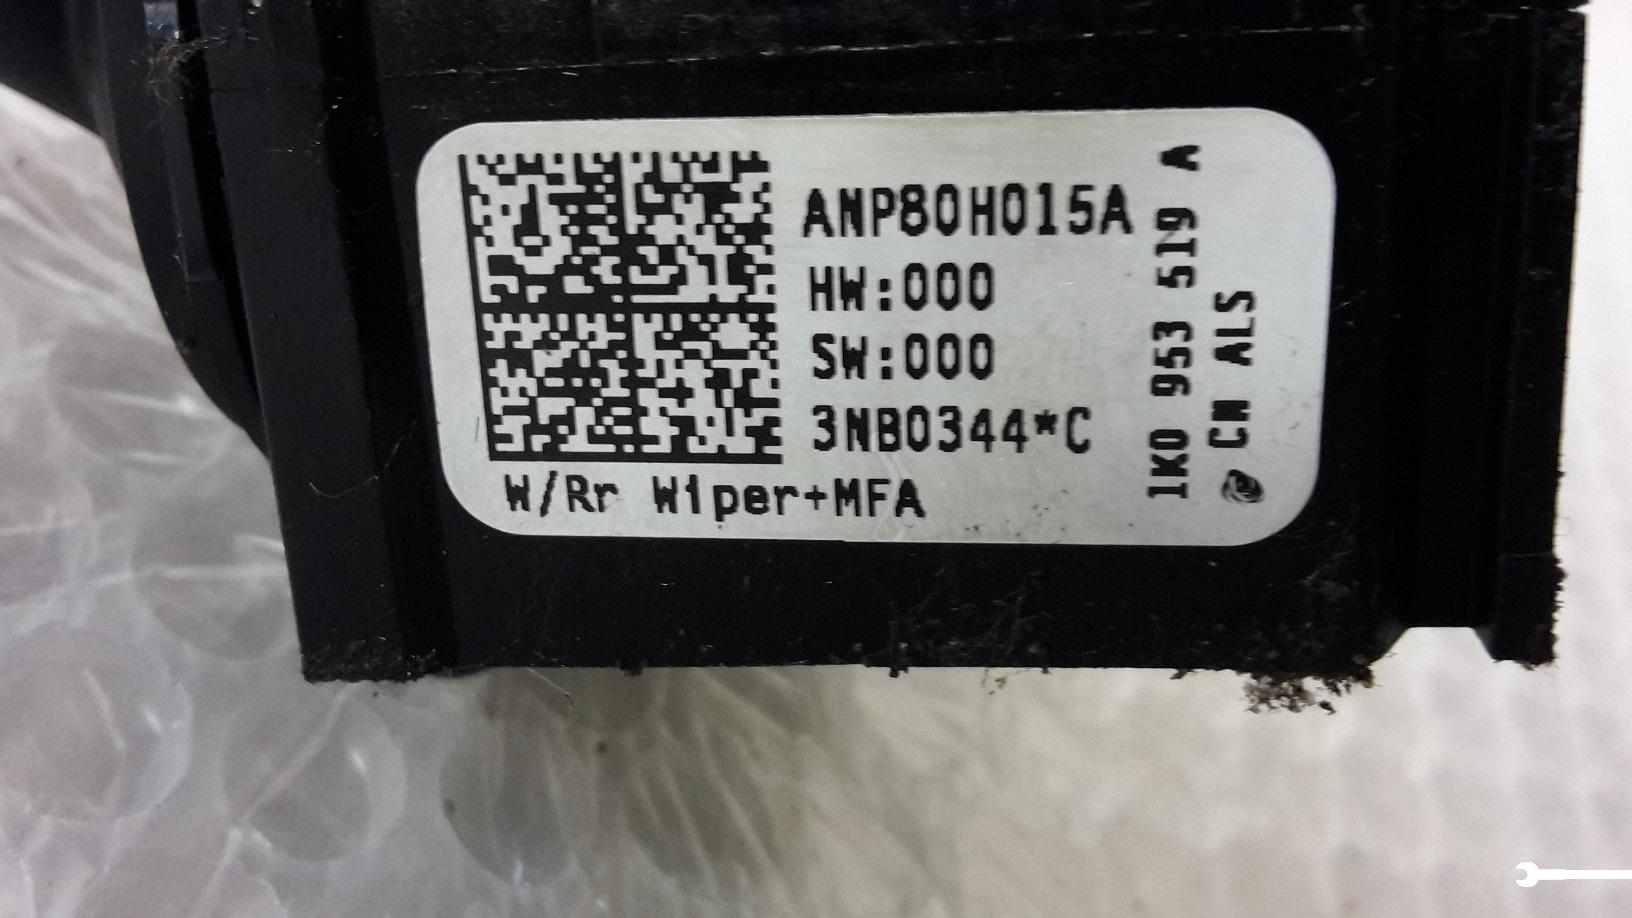 ANP80H015A
HW:000
SW:000
3NB0344*C
W/Rr Wiper+MFA
1K0 953 519 A
CN ALS